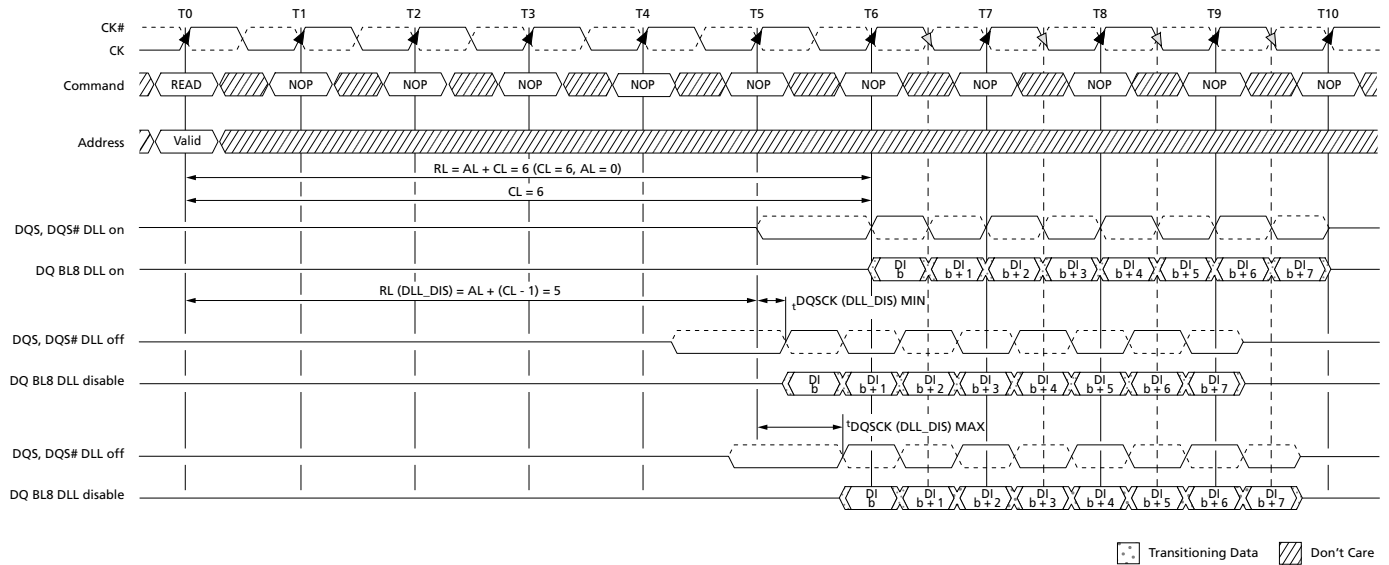 T0 T1 T2 T3 T4 T5 T6 T7 T8 T9 T10
CK#
CK
Command READ NOP NOP NOP NOP NOP NOP NOP NOP NOP NOP
Address Valid
RL = AL + CL = 6 (CL = 6, AL = 0)
CL = 6
DQS, DQS# DLL on
DQ BL8 DLL on DI b DI b + 1 DI b + 2 DI b + 3 DI b + 4 DI b + 5 DI b + 6 DI b + 7
RL (DLL_DIS) = AL + (CL - 1) = 5 tDQSCK (DLL_DIS) MIN
DQS, DQS# DLL off
DQ BL8 DLL disable DI b DI b + 1 DI b + 2 DI b + 3 DI b + 4 DI b + 5 DI b + 6 DI b + 7
tDQSCK (DLL_DIS) MAX
DQS, DQS# DLL off
DQ BL8 DLL disable DI b DI b + 1 DI b + 2 DI b + 3 DI b + 4 DI b + 5 DI b + 6 DI b + 7
Transitioning Data Don't Care